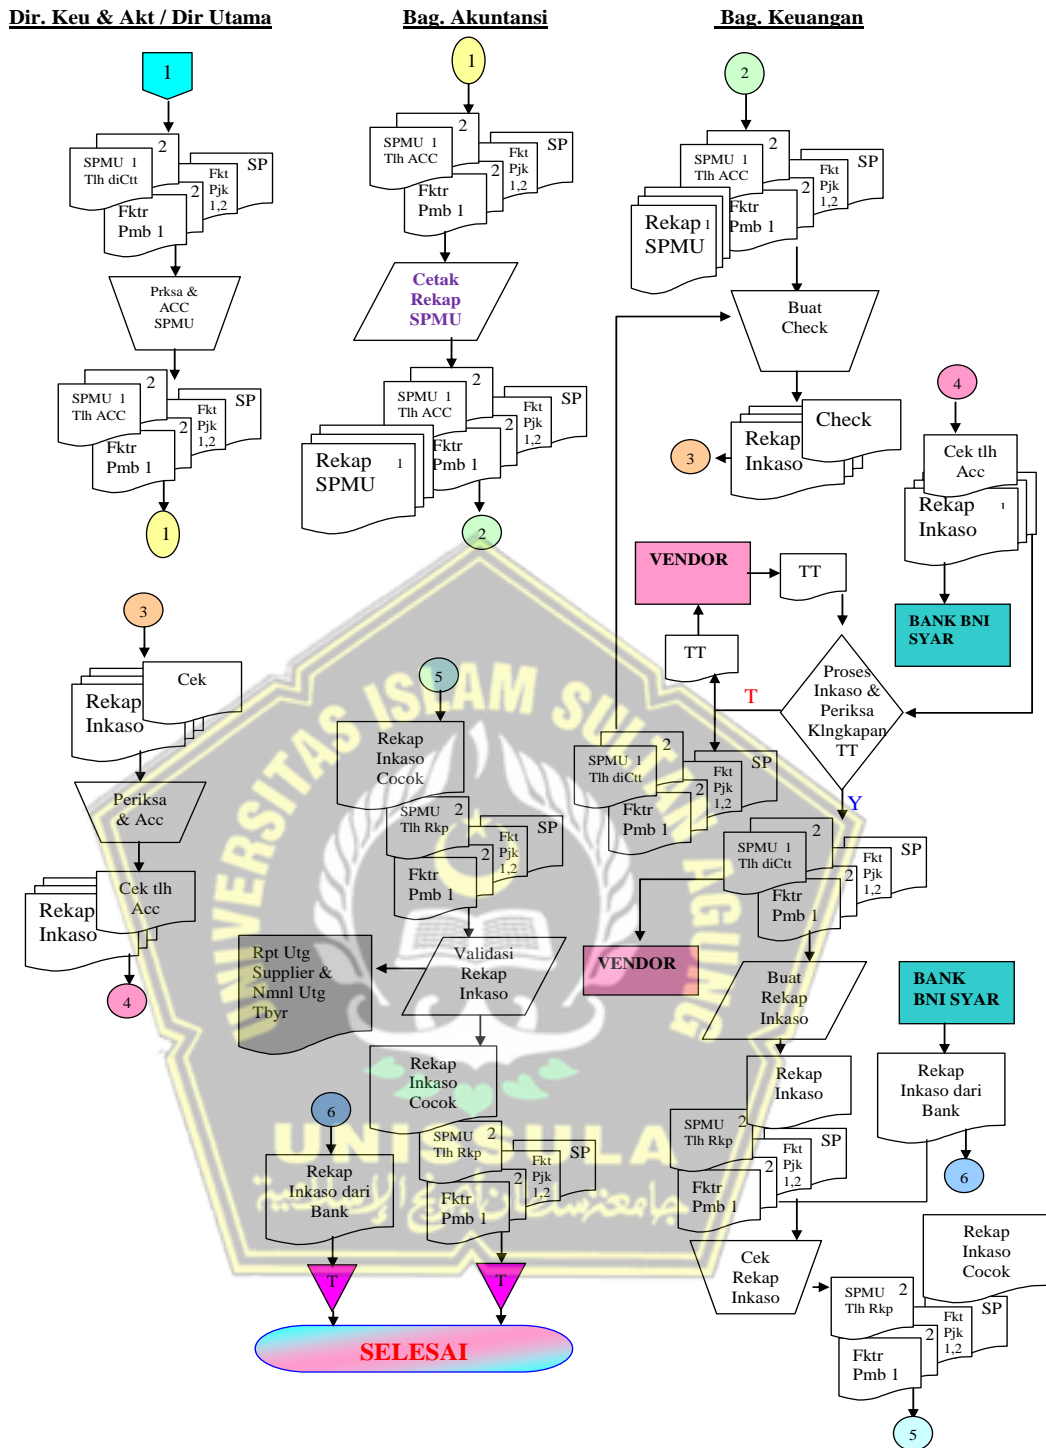 Dir. Keu & Akt / Dir Utama
Bag. Akuntansi
Bag. Keuangan
1
SPMU 1
Tlh diCtt
2
Fktr
Pmb 1
2
Fkt
Pjk
1,2
SP
Prksa &
ACC
SPMU
SPMU 1
Tlh ACC
2
Fktr
Pmb 1
2
Fkt
Pjk
1,2
SP
1
1
SPMU 1
Tlh ACC
2
Fktr
Pmb 1
2
Fkt
Pjk
1,2
SP
Cetak
Rekap
SPMU
SPMU 1
Tlh ACC
2
Rekap 1
SPMU
Fktr
Pmb 1
2
Fkt
Pjk
1,2
SP
2
2
SPMU 1
Tlh ACC
2
Rekap 1
SPMU
Fktr
Pmb 1
2
Fkt
Pjk
1,2
SP
Buat
Check
Check
Rekap
Inkaso
3
4
Cek tlh
Acc
Rekap 1
Inkaso
BANK BNI
SYAR
VENDOR
TT
TT
Proses
Inkaso &
Periksa
Klngkapan
TT
T
Y
3
Cek
Rekap
Inkaso
Periksa
& Acc
Cek tlh
Acc
Rekap
Inkaso
4
5
Rekap
Inkaso
Cocok
SPMU 2
Tlh Rkp
Fktr
Pmb 1
2
Fkt
Pjk
1,2
SP
Validasi
Rekap
Inkaso
Rpt Utg
Supplier &
Nmnl Utg
Tbyr
Rekap
Inkaso
Cocok
SPMU 2
Tlh Rkp
Fktr
Pmb 1
2
Fkt
Pjk
1,2
SP
6
Rekap
Inkaso dari
Bank
T
T
SELESAI
SPMU 1
Tlh diCtt
2
Fktr
Pmb 1
2
Fkt
Pjk
1,2
SP
SPMU 1
Tlh diCtt
2
Fktr
Pmb 1
2
Fkt
Pjk
1,2
SP
VENDOR
Buat
Rekap
Inkaso
BANK
BNI SYAR
Rekap
Inkaso
Rekap
Inkaso dari
Bank
6
SPMU 2
Tlh Rkp
Fktr
Pmb 1
2
Fkt
Pjk
1,2
SP
Cek
Rekap
Inkaso
Rekap
Inkaso
Cocok
SPMU 2
Tlh Rkp
Fktr
Pmb 1
2
Fkt
Pjk
1,2
SP
5
UNIVERSITAS ISLAM SULTAN AGUNG
UNISSULA
جامعتنسلطان أجونج الإسلامية